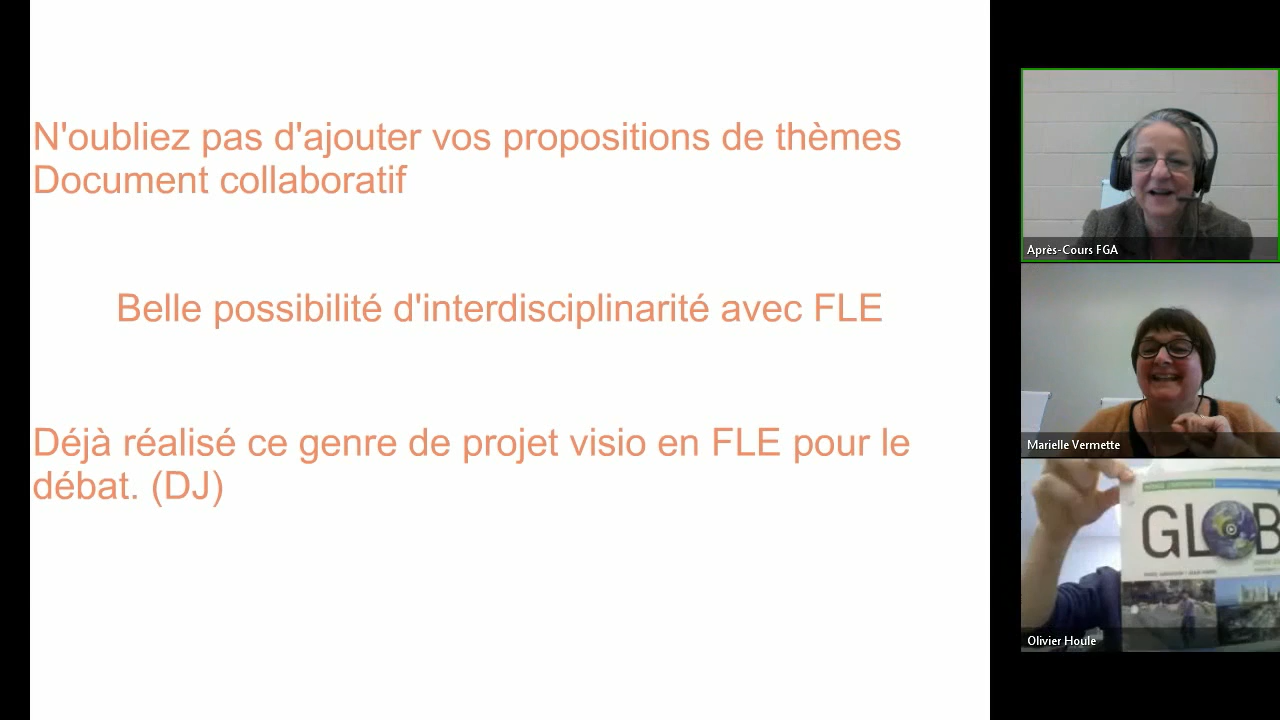 N'oubliez pas d'ajouter vos propositions de thèmes
Document collaboratif
Belle possibilité d'interdisciplinarité avec FLE
Déjà réalisé ce genre de projet visio en FLE pour le
débat. (DJ)
Après-Cours FGA
Marielle Vermette
GLOB
Olivier Houle